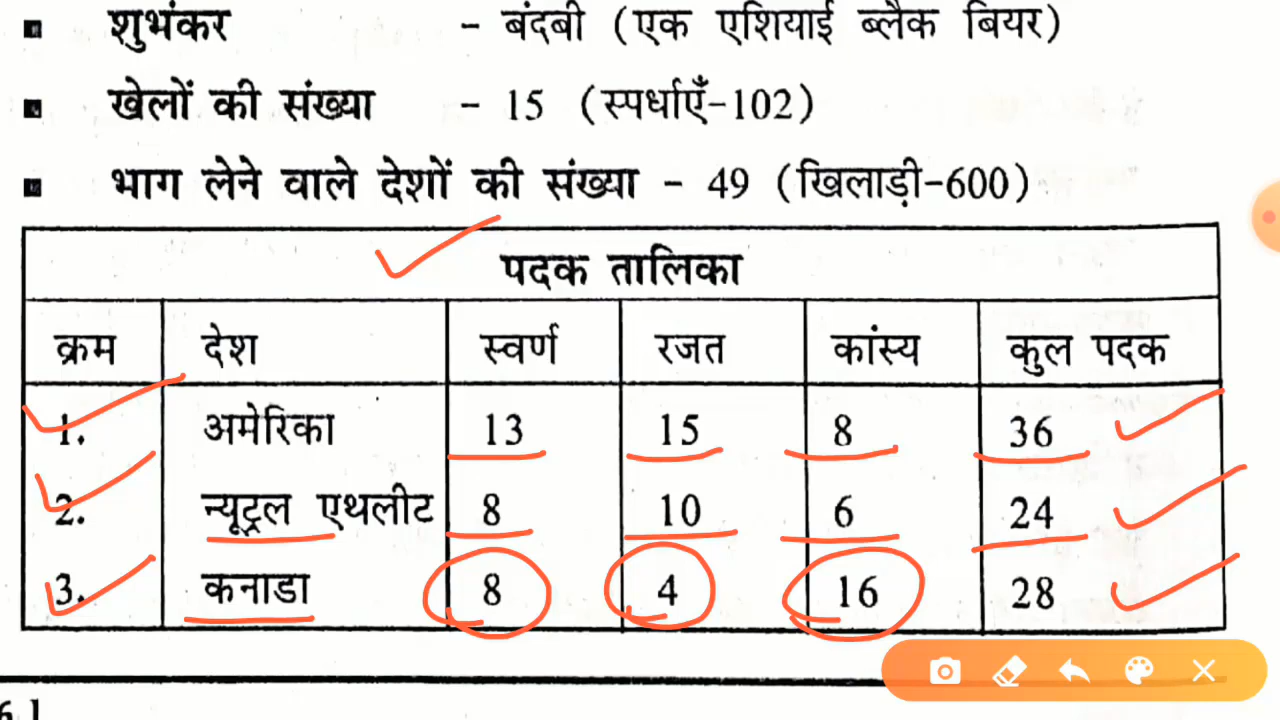 ▪ शुभंकर - बंदबी (एक एशियाई ब्लैक बियर)
▪ खेलों की संख्या - 15 (स्पर्धाएँ-102)
▪ भाग लेने वाले देशों की संख्या - 49 (खिलाड़ी-600)
पदक तालिका
क्रम देश स्वर्ण रजत कांस्य कुल पदक
1. अमेरिका 13 15 8 36
2. न्यूट्रल एथलीट 8 10 6 24
3. कनाडा 8 4 16 28